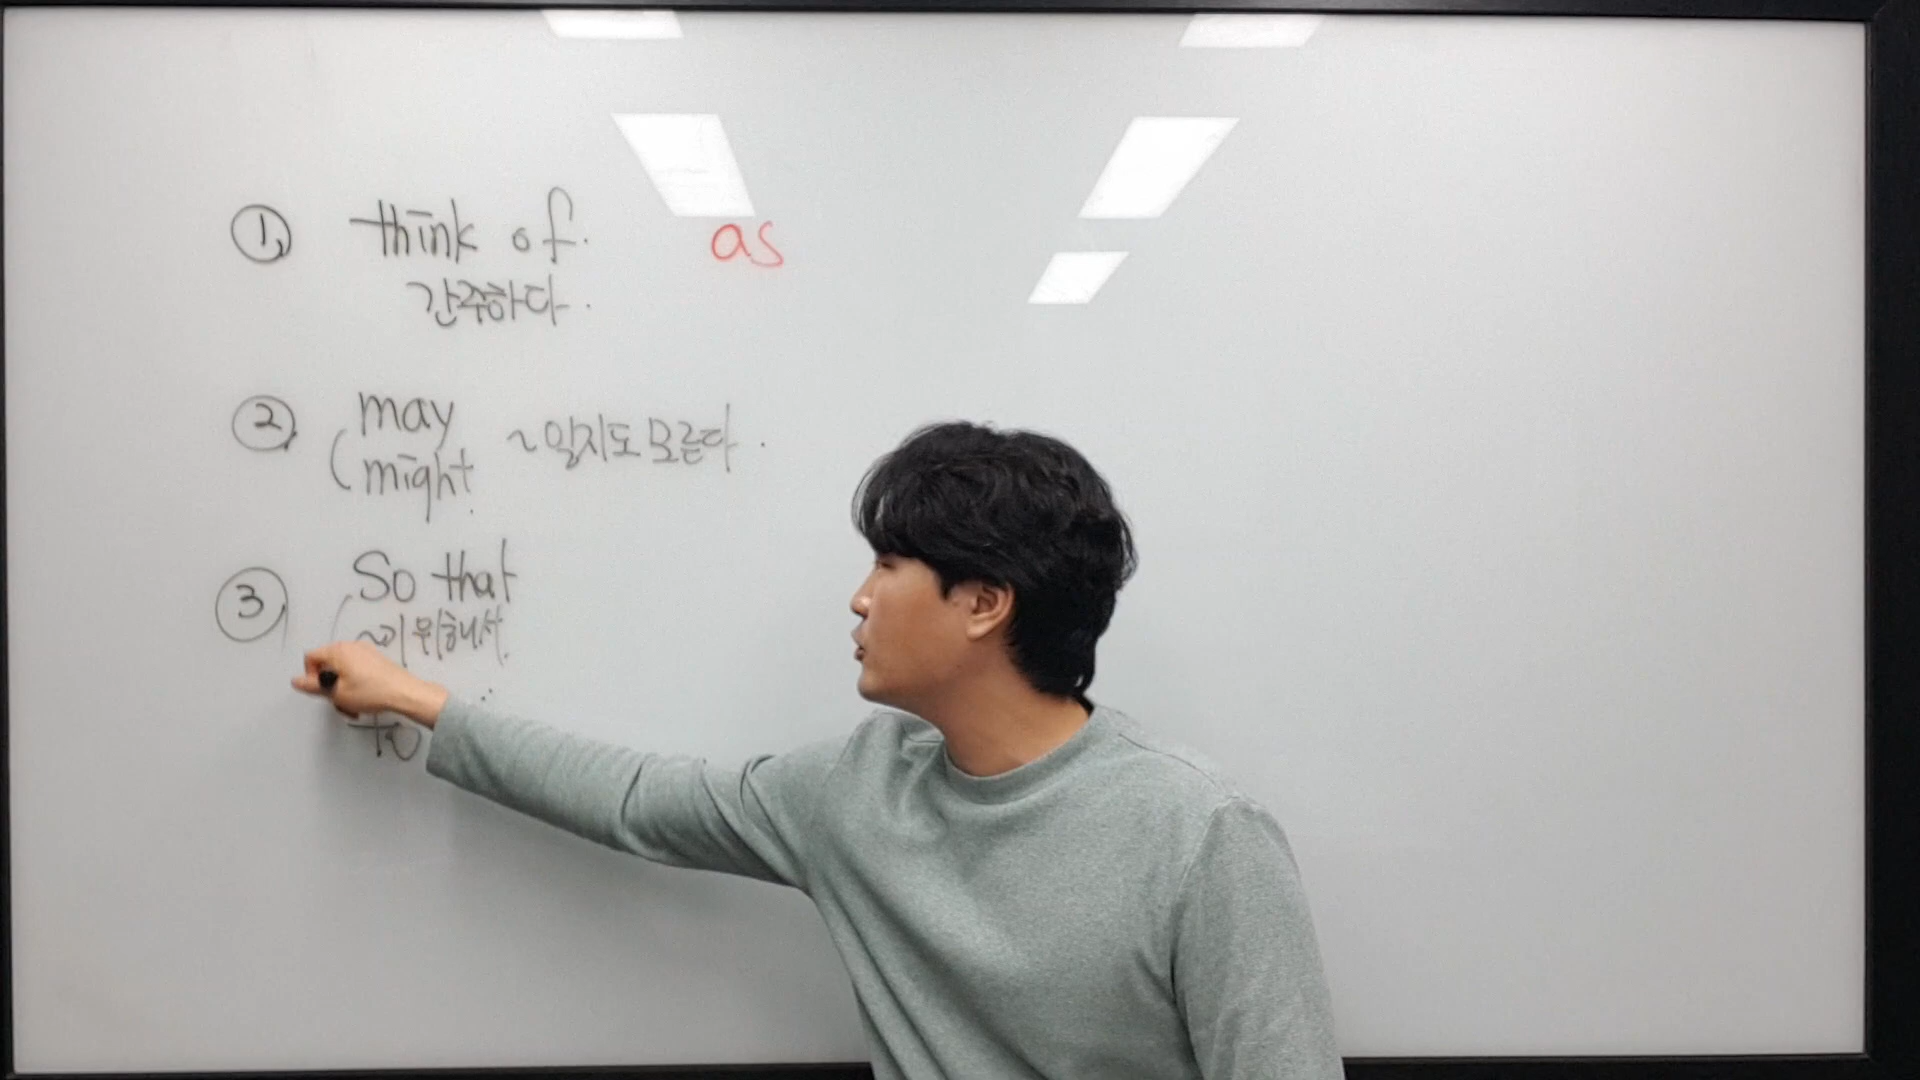 ① think of. as
간주하다.
② may
might. ~일지도 모른다.
③ So that
~기 위해서.
to